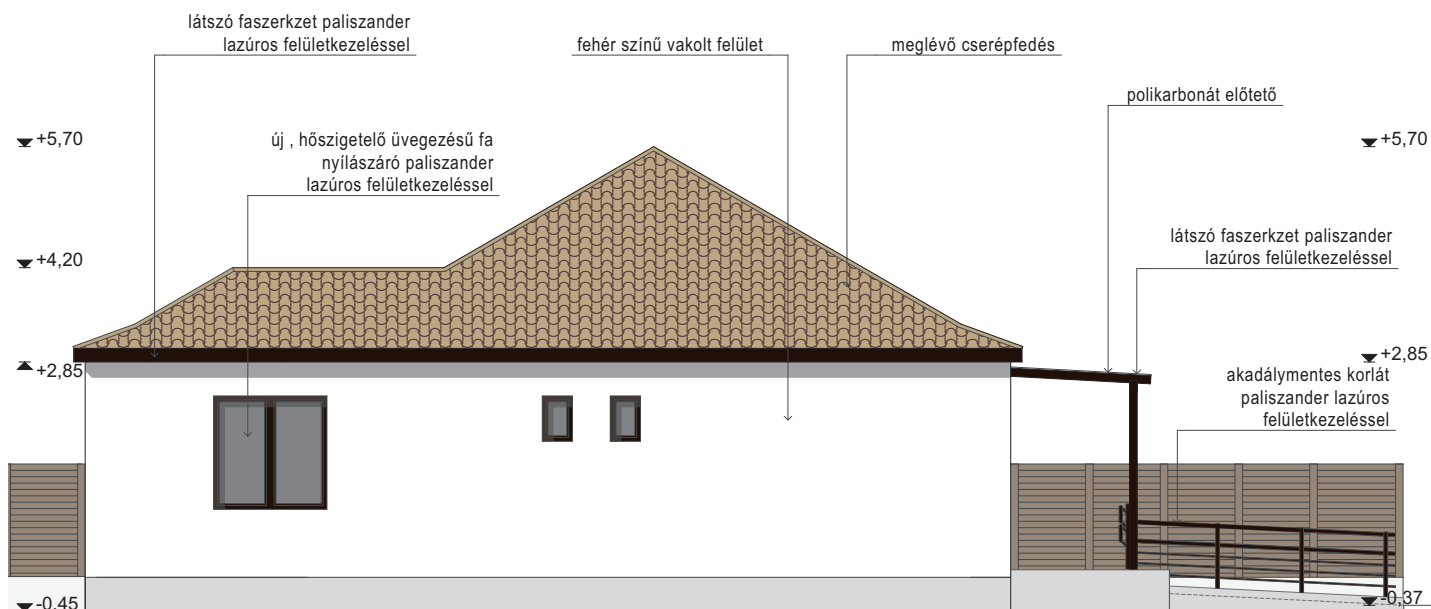 látszó faszerkzet paliszander
lazúros felületkezeléssel
fehér színű vakolt felület
meglévő cserépfedés
polikarbonát előtető
+5,70
új , hőszigetelő üvegezésű fa
nyílászáró paliszander
lazúros felületkezeléssel
+5,70
+4,20
látszó faszerkzet paliszander
lazúros felületkezeléssel
+2,85
+2,85
akadálymentes korlát
paliszander lazúros
felületkezeléssel
-0,45
-0,37